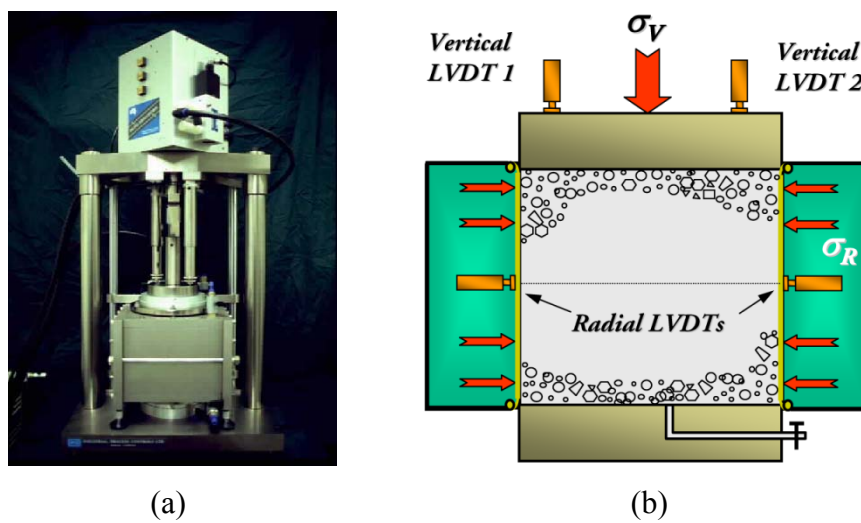 Vertical
LVDT 1
σV
Vertical
LVDT 2
σR
Radial LVDTs
(a)
(b)